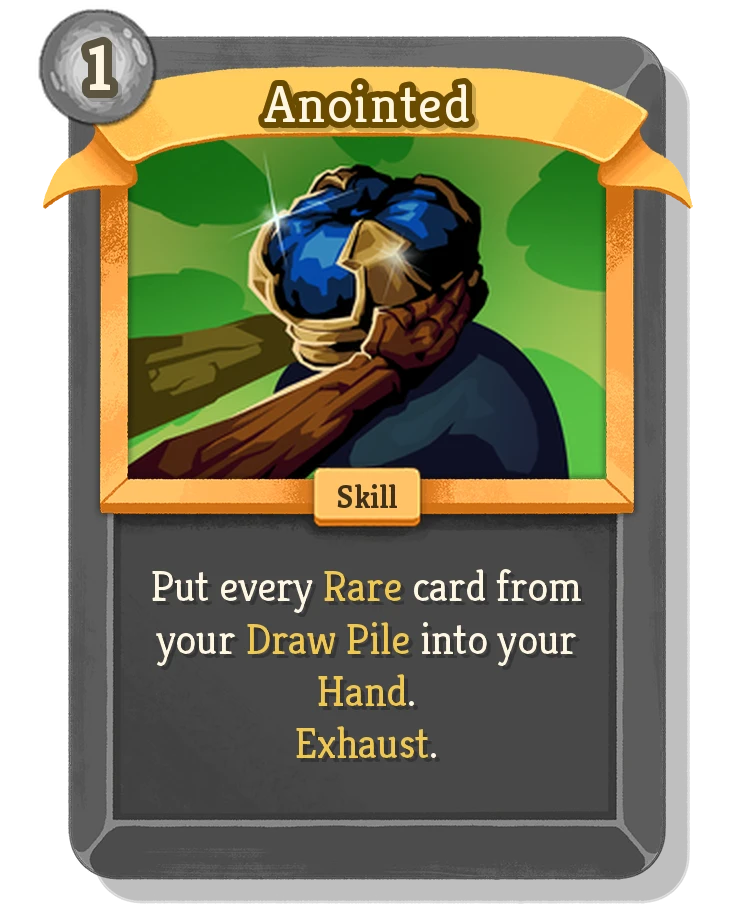 1
Anointed
Skill
Put every Rare card from
your Draw Pile into your
Hand.
Exhaust.